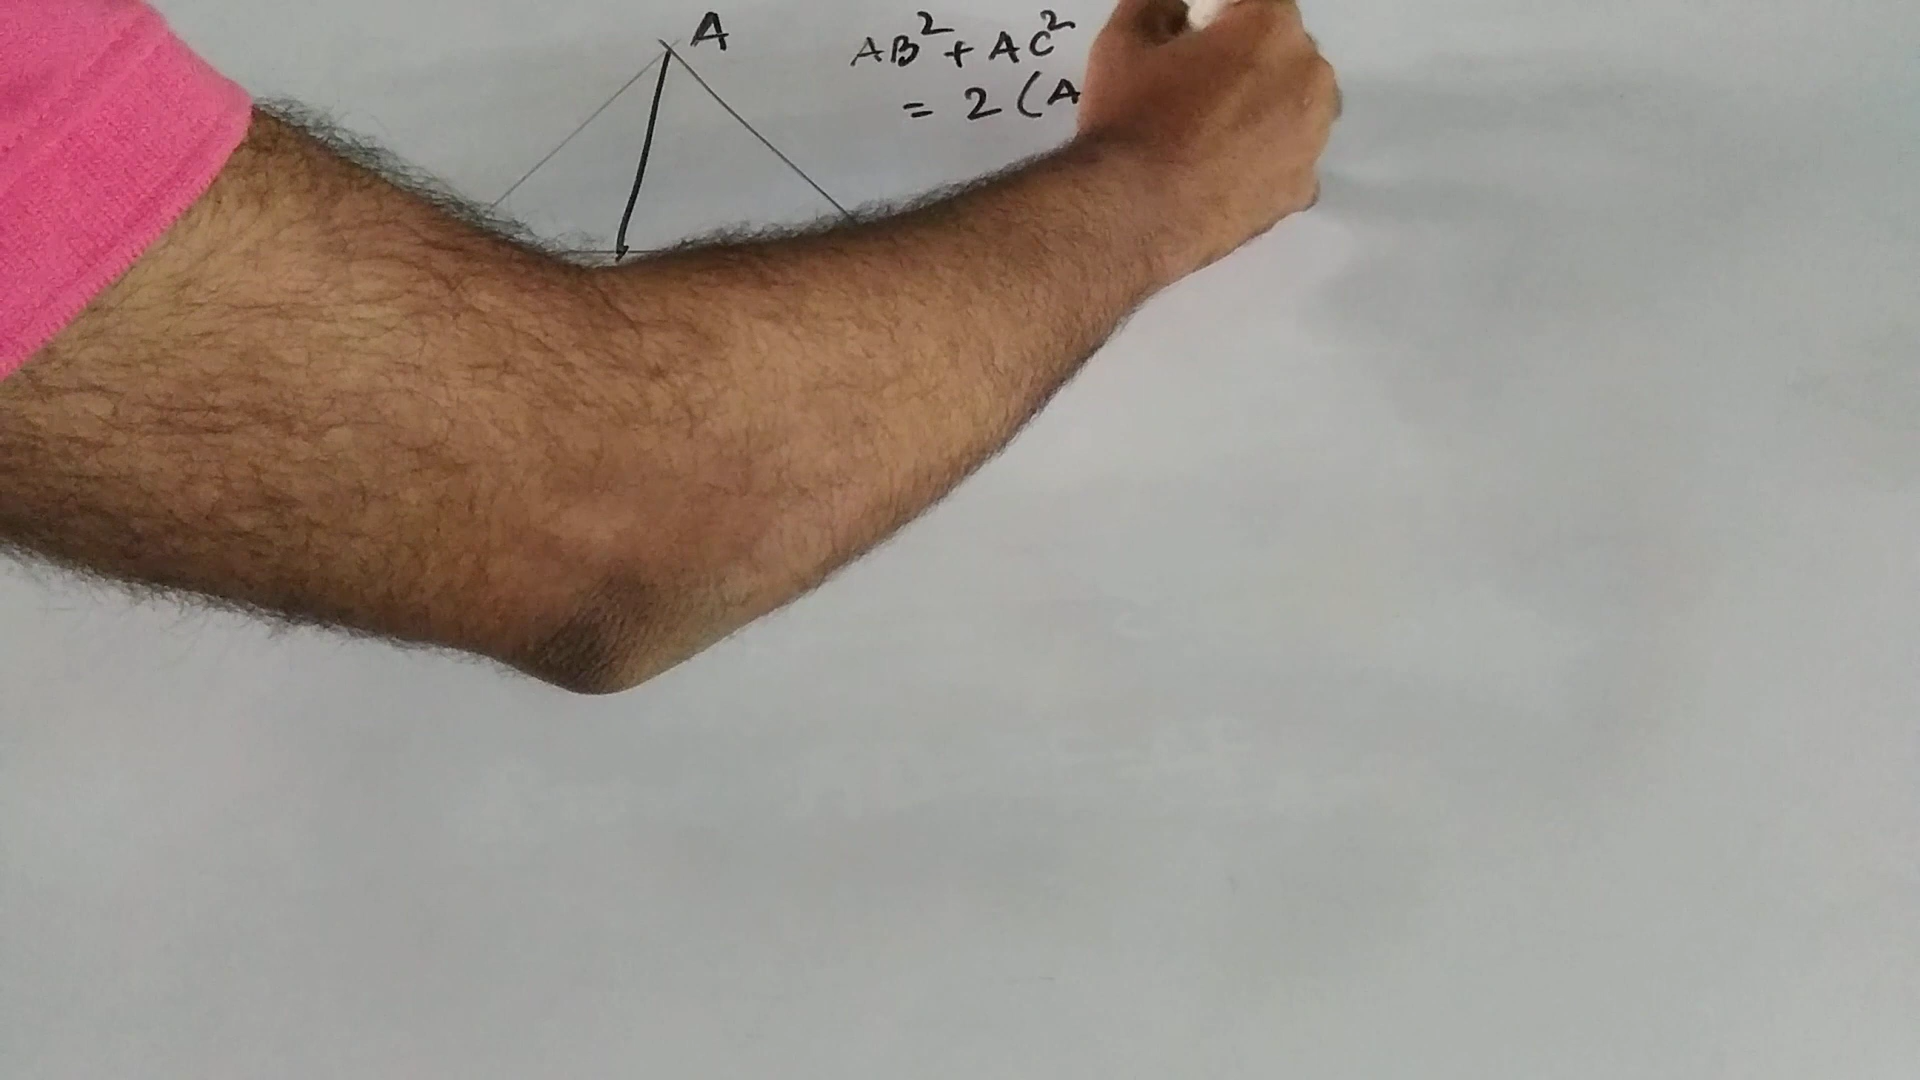 A
AB²+ AC²
= 2 (A